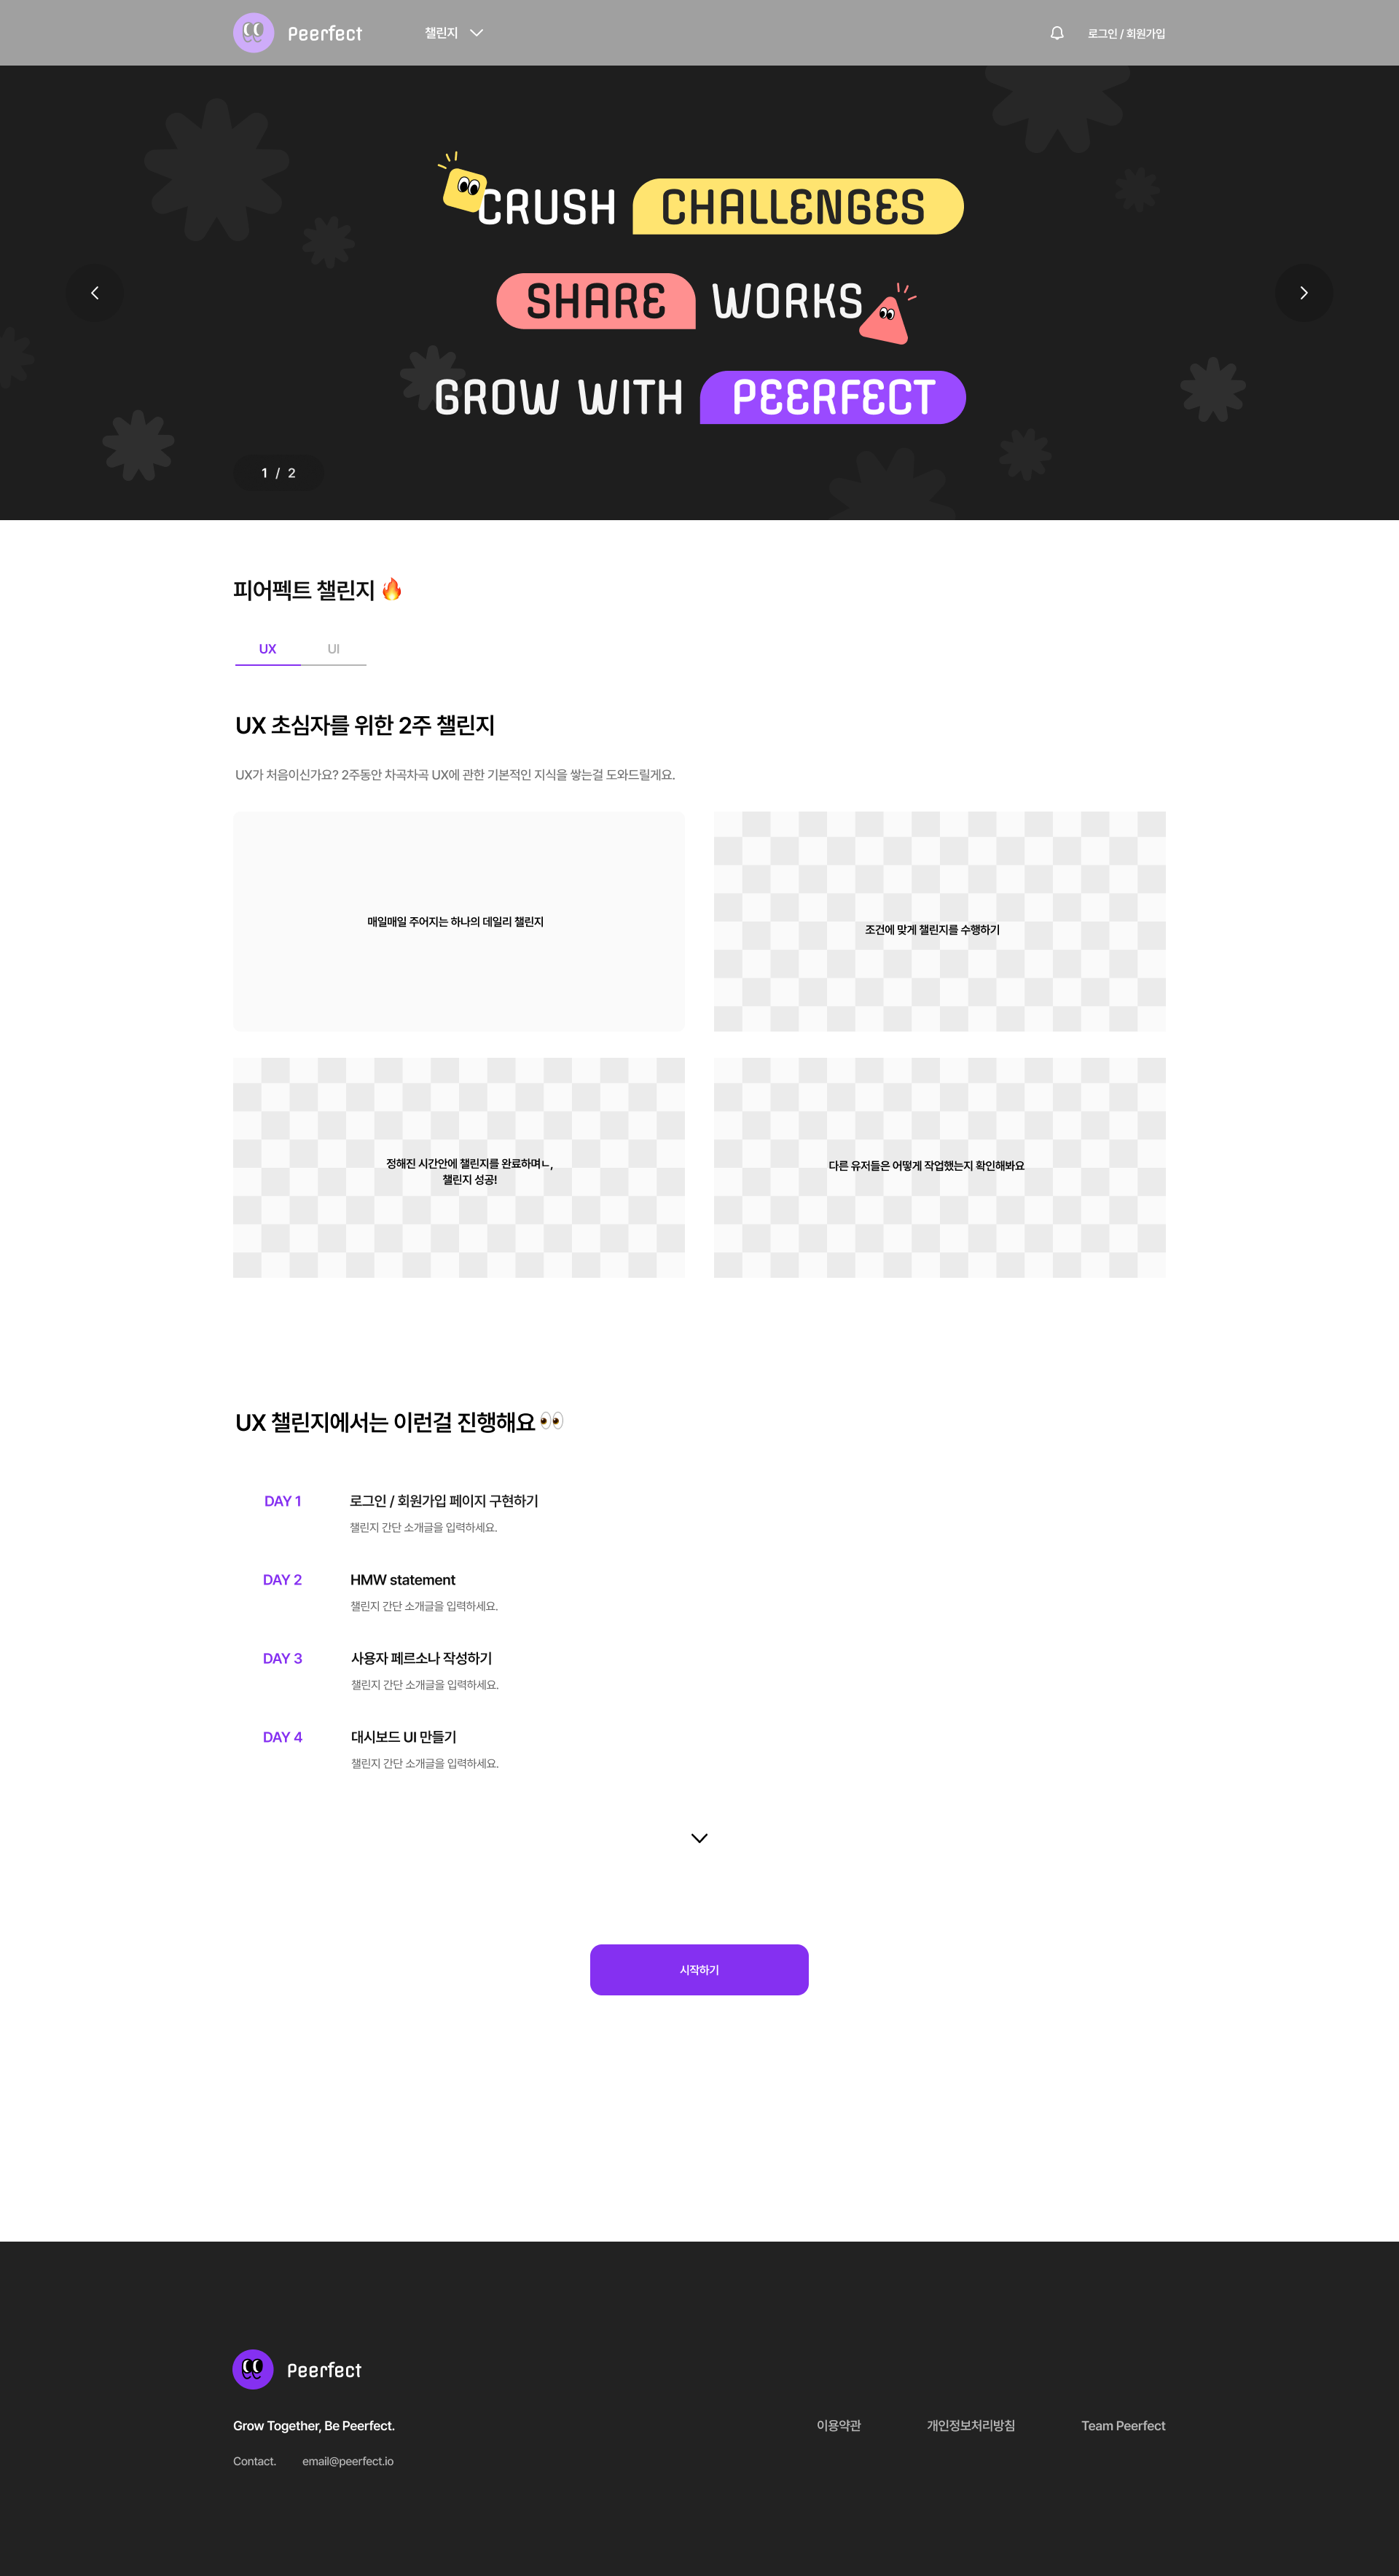 Peerfect
챌린지
로그인 / 회원가입
CRUSH CHALLENGES
SHARE WORKS
GROW WITH PEERFECT
1 / 2
피어펙트 챌린지 🔥
UX UI
UX 초심자를 위한 2주 챌린지
UX가 처음이신가요? 2주동안 차곡차곡 UX에 관한 기본적인 지식을 쌓는걸 도와드릴게요.
매일매일 주어지는 하나의 데일리 챌린지
조건에 맞게 챌린지를 수행하기
정해진 시간안에 챌린지를 완료하며ㄴ,
챌린지 성공!
다른 유저들은 어떻게 작업했는지 확인해봐요
UX 챌린지에서는 이런걸 진행해요 👀
DAY 1 로그인 / 회원가입 페이지 구현하기
챌린지 간단 소개글을 입력하세요.
DAY 2 HMW statement
챌린지 간단 소개글을 입력하세요.
DAY 3 사용자 페르소나 작성하기
챌린지 간단 소개글을 입력하세요.
DAY 4 대시보드 UI 만들기
챌린지 간단 소개글을 입력하세요.
시작하기
Peerfect
Grow Together, Be Peerfect.
이용약관 개인정보처리방침 Team Peerfect
Contact. email@peerfect.io